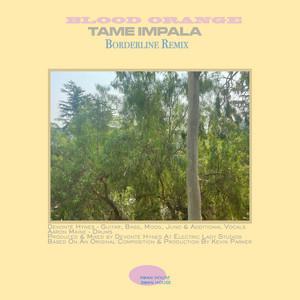 BLOOD ORANGE
TAME IMPALA
BORDERLINE REMIX
DEVONTÉ HYNES - GUITAR, BASS, MOOG, JUNO & ADDITIONAL VOCALS
AARON MAINE - DRUMS
PRODUCED & MIXED BY DEVONTÉ HYNES AT ELECTRIC LADY STUDIOS
BASED ON AN ORIGINAL COMPOSITION & PRODUCTION BY KEVIN PARKER